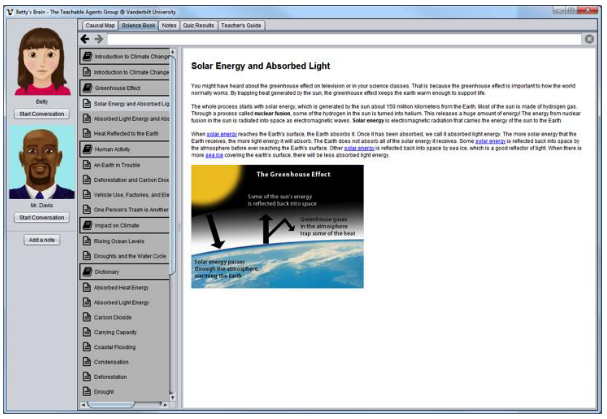 Betty's Brain - The Teachable Agents Group @ Vanderbilt University
Causal Map Science Book Notes Quiz Results Teacher's Guide
Betty
Start Conversation
Mr. Davis
Start Conversation
Add a note
Introduction to Climate Change
Introduction to Climate Change
Greenhouse Effect
Solar Energy and Absorbed Lig
Absorbed Light Energy and Abs
Heat Reflected to the Earth
Human Activity
An Earth in Trouble
Deforestation and Carbon Diox
Vehicle Use, Factories, and Ele
One Person's Trash is Another
Impact on Climate
Rising Ocean Levels
Droughts and the Water Cycle
Dictionary
Absorbed Heat Energy
Absorbed Light Energy
Carbon Dioxide
Carrying Capacity
Coastal Flooding
Condensation
Deforestation
Drought
Solar Energy and Absorbed Light
You might have heard about the greenhouse effect on television or in your science classes. That is because the greenhouse effect is important to how the world
normally works. By trapping heat generated by the sun, the greenhouse effect keeps the earth warm enough to support life.
The whole process starts with solar energy, which is generated by the sun about 150 million kilometers from the Earth. Most of the sun is made of hydrogen gas.
Through a process called nuclear fusion, some of the hydrogen in the sun is turned into helium. This releases a huge amount of energy! The energy from nuclear
fusion in the sun is radiated into space as electromagnetic waves. Solar energy is electromagnetic radiation that carries the energy of the sun to the Earth.
When solar energy reaches the Earth's surface, the Earth absorbs it. Once it has been absorbed, we call it absorbed light energy. The more solar energy that the
Earth receives, the more light energy it will absorb. The Earth does not absorb all of the solar energy it receives. Some solar energy is reflected back into space by
the atmosphere before ever reaching the Earth's surface. Other solar energy is reflected back into space by sea ice, which is a good reflector of light. When there is
more sea ice covering the earth's surface, there will be less absorbed light energy.
The Greenhouse Effect
Some of the sun's energy
is reflected back into space
Greenhouse gases
in the atmosphere
trap some of the heat
Solar energy passes
through the atmosphere,
warming the Earth